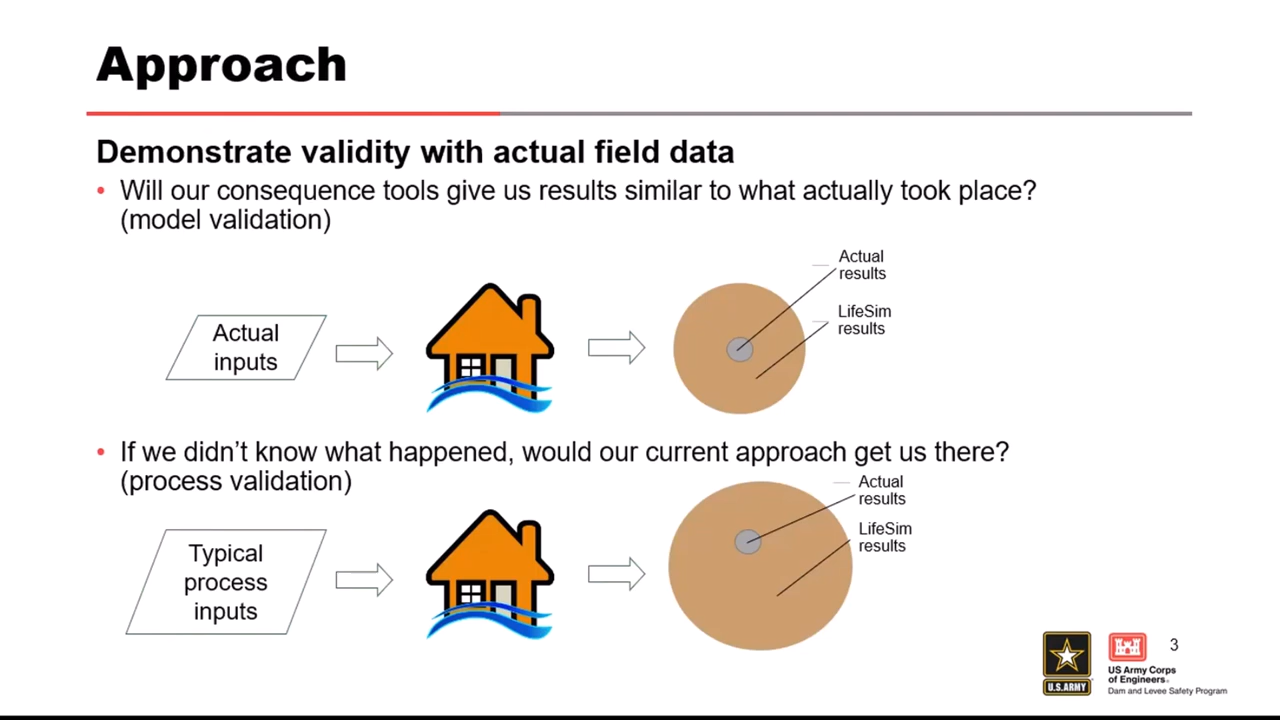 Approach
Demonstrate validity with actual field data
• Will our consequence tools give us results similar to what actually took place?
(model validation)
Actual
results
LifeSim
results
Actual
inputs
• If we didn’t know what happened, would our current approach get us there?
(process validation)
Actual
results
LifeSim
results
Typical
process
inputs
3
U.S.ARMY
US Army Corps
of Engineers®
Dam and Levee Safety Program